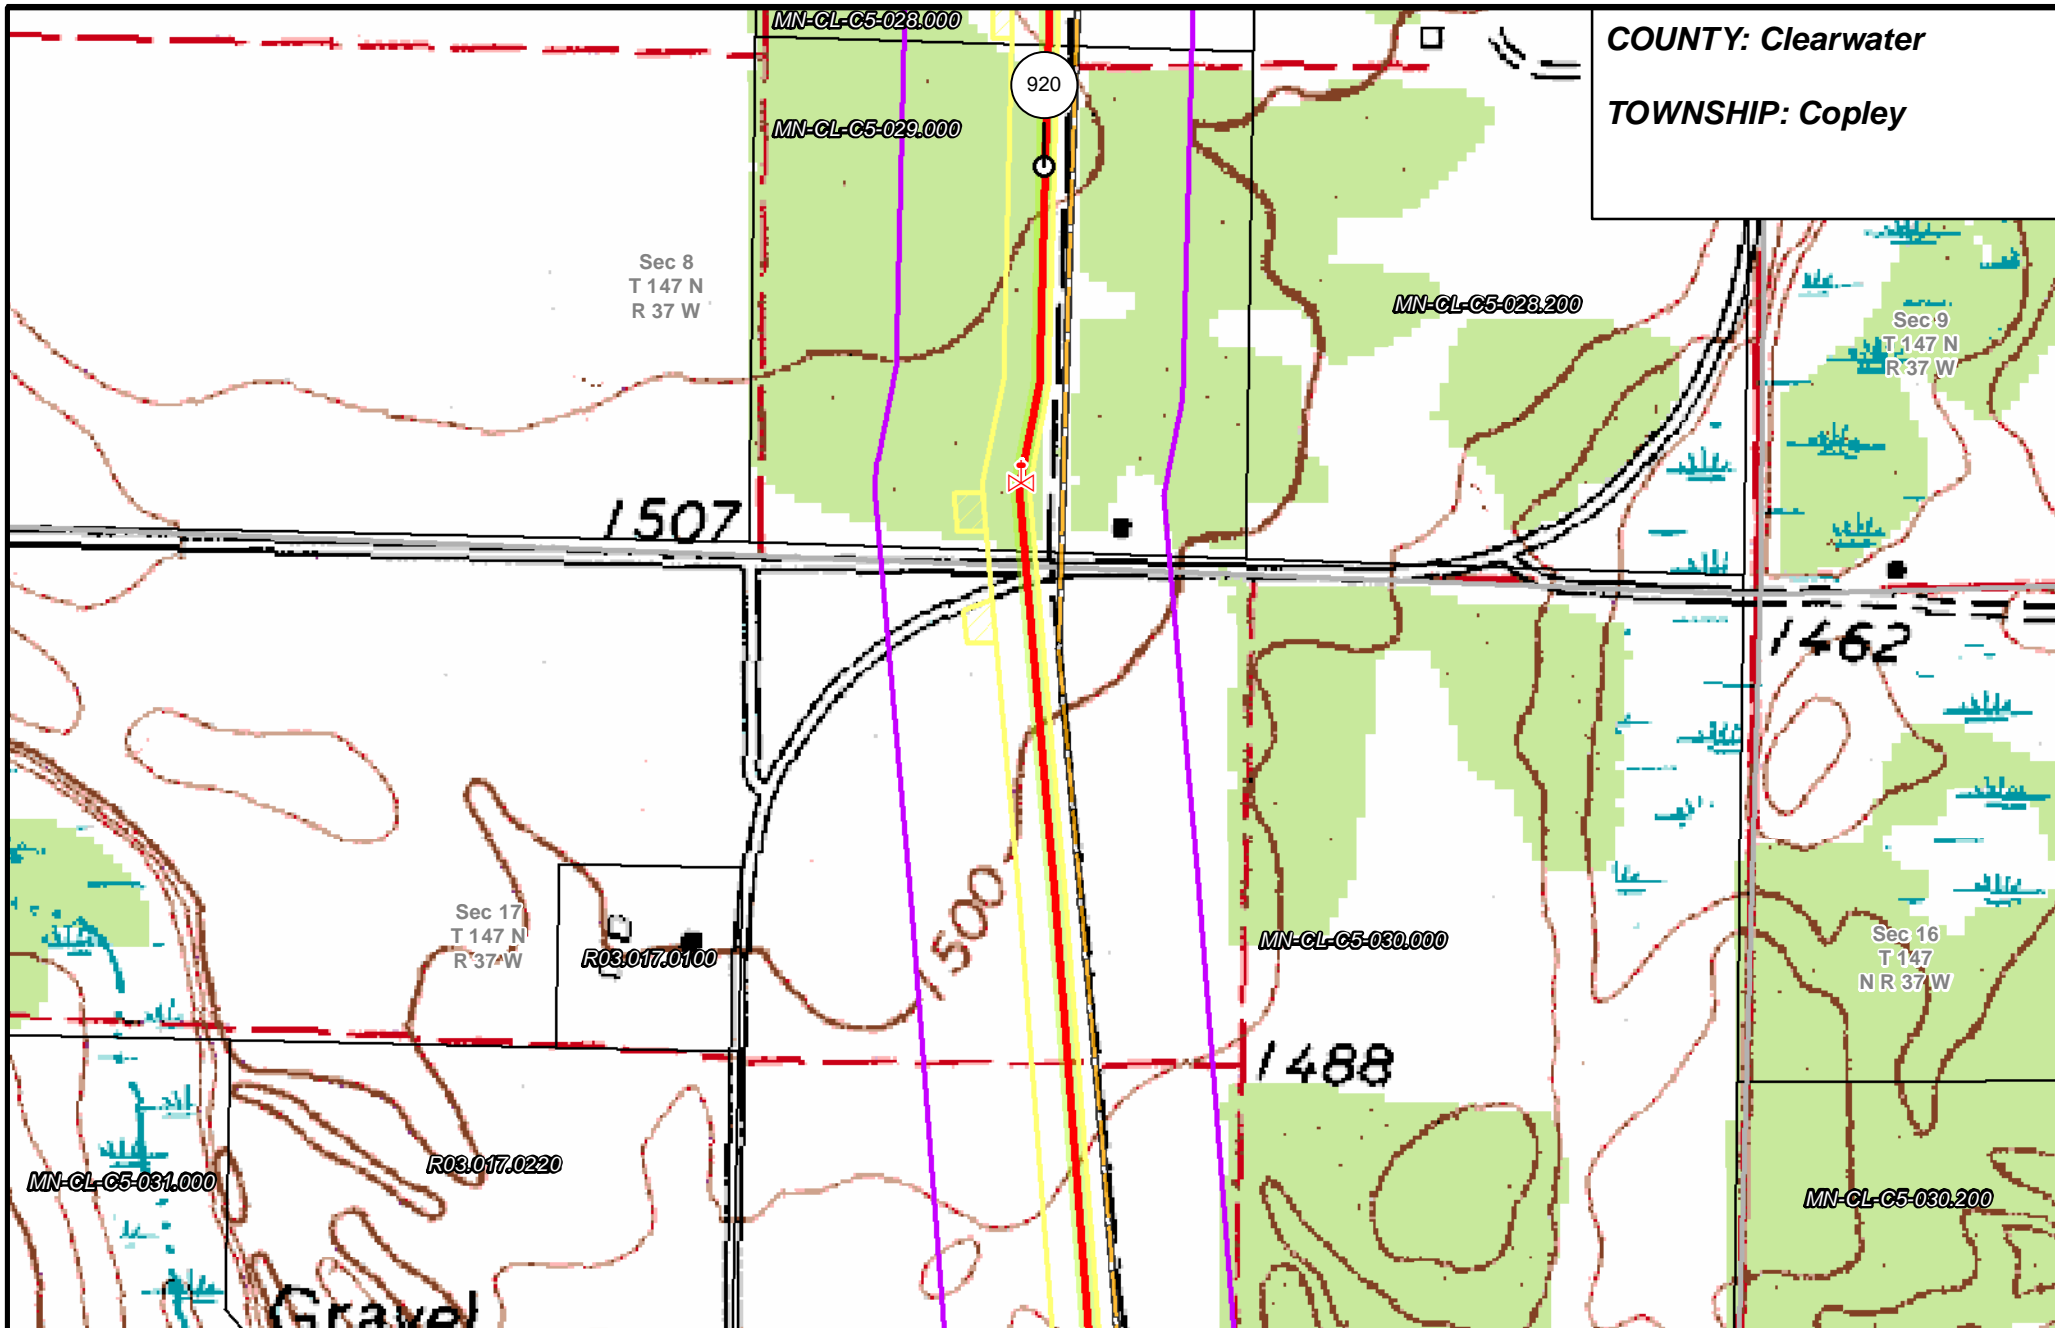 MN-CL-C5-028.000
COUNTY: Clearwater
920
TOWNSHIP: Copley
MN-CL-C5-029.000
Sec 8
T 147 N
R 37 W
MN-CL-C5-028.200
Sec 9
T 147 N
R 37 W
1507
1462
1500
Sec 17
T 147 N
R 37 W
R03.017.0100
MN-CL-C5-030.000
Sec 16
T 147
N R 37 W
1488
R03.017.0220
MN-CL-C5-031.000
MN-CL-C5-030.200
Gravel